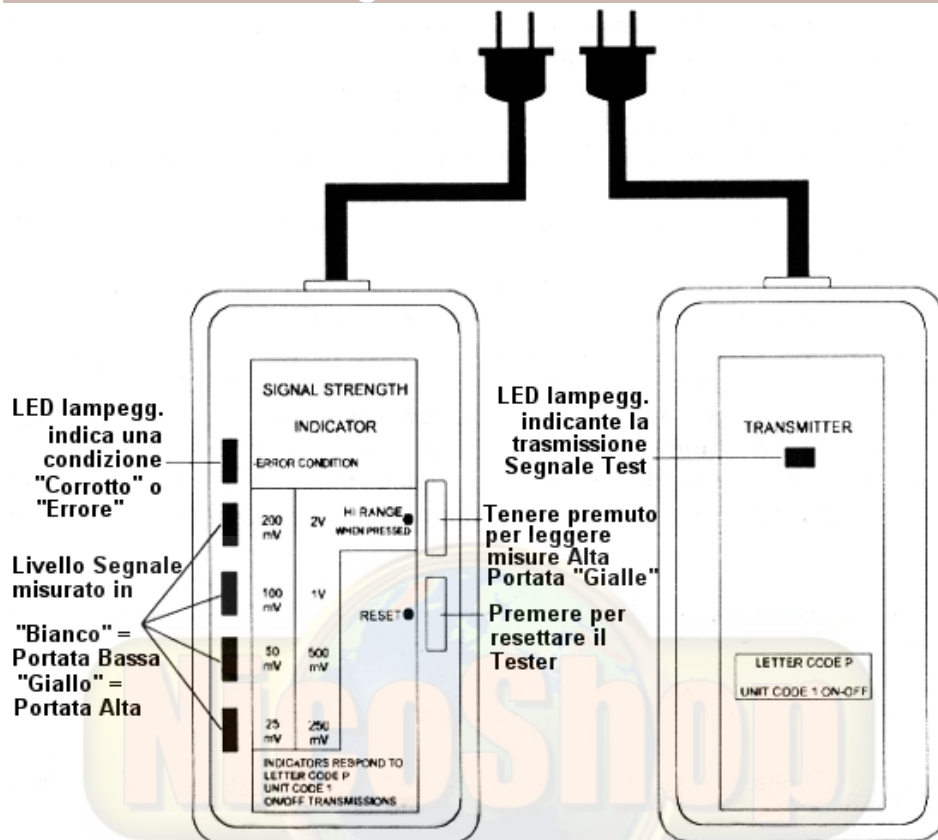 LED lampegg.
indica una
condizione
"Corrotto" o
"Errore"
Livello Segnale
misurato in
"Bianco" =
Portata Bassa
"Giallo" =
Portata Alta
SIGNAL STRENGTH
INDICATOR
-ERROR CONDITION
200 mV
2V
HI RANGE
WHEN PRESSED
100 mV
1V
RESET
50 mV
500 mV
25 mV
250 mV
INDICATORS RESPOND TO
LETTER CODE P
UNIT CODE 1
ON/OFF TRANSMISSIONS
Tenere premuto
per leggere
misure Alta
Portata "Gialle"
Premere per
resettare il
Tester
LED lampegg.
indicante la
trasmissione
Segnale Test
TRANSMITTER
LETTER CODE P
UNIT CODE 1 ON-OFF
NicoShop